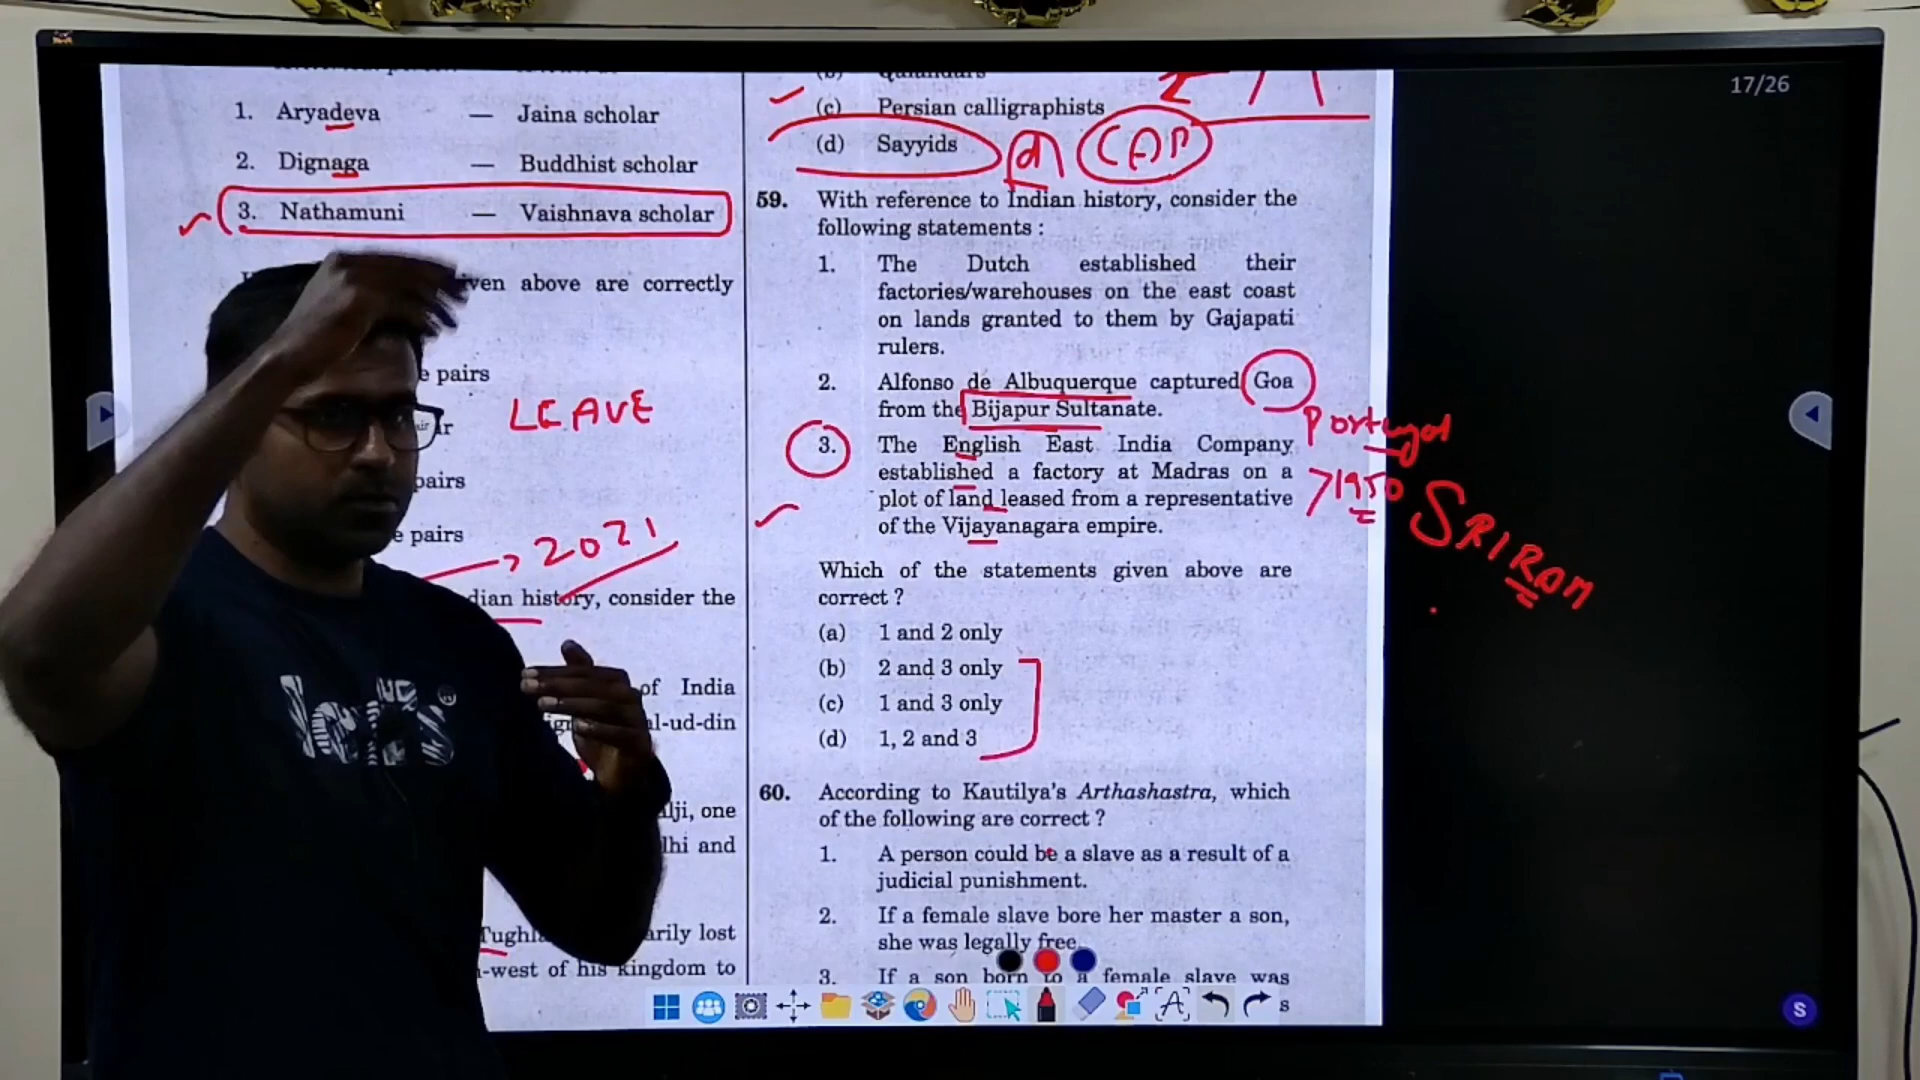 17/26
1. Aryadeva — Jaina scholar
2. Dignaga — Buddhist scholar
3. Nathamuni — Vaishnava scholar
given above are correctly
pairs
LEAVE
pairs
pairs
2021
history, consider the
of India
al-ud-din
one
and
lost
-west of his kingdom to
(b) Qalandars
(c) Persian calligraphists
(d) Sayyids
d
59. With reference to Indian history, consider the
following statements :
1. The Dutch established their
factories/warehouses on the east coast
on lands granted to them by Gajapati
rulers.
2. Alfonso de Albuquerque captured Goa
from the Bijapur Sultanate.
Portugal
3. The English East India Company
established a factory at Madras on a
plot of land leased from a representative
of the Vijayanagara empire.
1950
SRIRAM
Which of the statements given above are
correct ?
(a) 1 and 2 only
(b) 2 and 3 only
(c) 1 and 3 only
(d) 1, 2 and 3
60. According to Kautilya's Arthashastra, which
of the following are correct ?
1. A person could be a slave as a result of a
judicial punishment.
2. If a female slave bore her master a son,
she was legally free.
3. If a son born to a female slave was
s
A
S